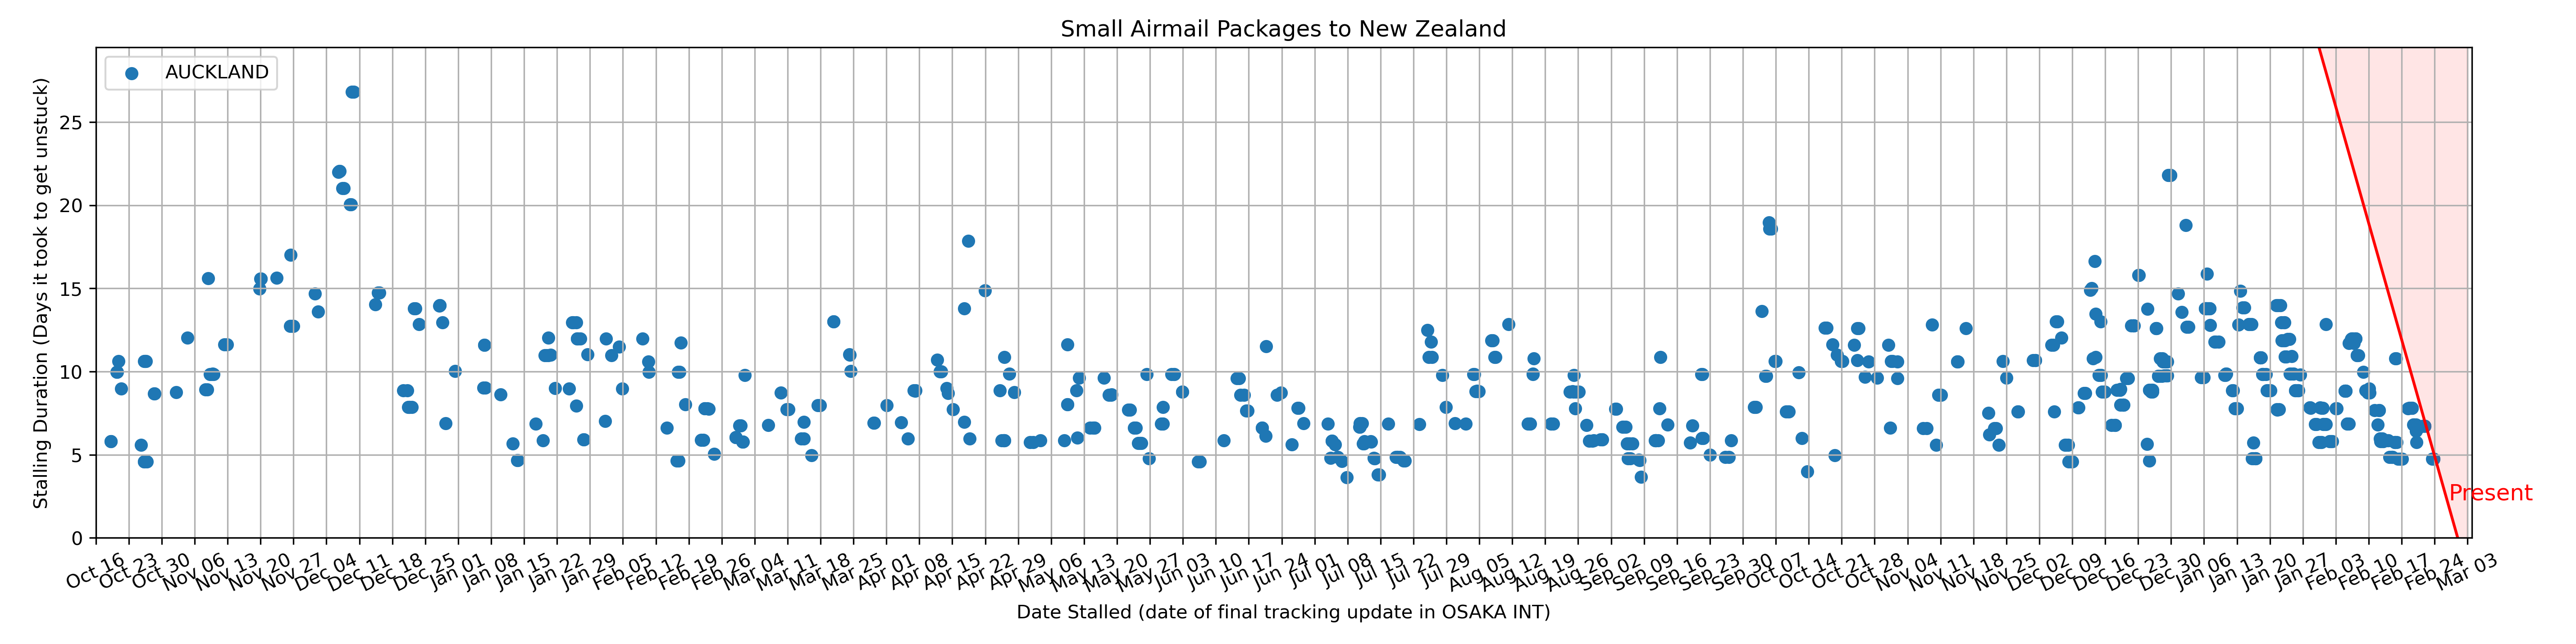 Small Airmail Packages to New Zealand
AUCKLAND
Stalling Duration (Days it took to get unstuck)
25
20
15
10
5
0
Present
Oct 16 Oct 23 Oct 30 Nov 06 Nov 13 Nov 20 Nov 27 Dec 04 Dec 11 Dec 18 Dec 25 Jan 01 Jan 08 Jan 15 Jan 22 Jan 29 Feb 05 Feb 12 Feb 19 Feb 26 Mar 04 Mar 11 Mar 18 Mar 25 Apr 01 Apr 08 Apr 15 Apr 22 Apr 29 May 06 May 13 May 20 May 27 Jun 03 Jun 10 Jun 17 Jun 24 Jul 01 Jul 08 Jul 15 Jul 22 Jul 29 Aug 05 Aug 12 Aug 19 Aug 26 Sep 02 Sep 09 Sep 16 Sep 23 Sep 30 Oct 07 Oct 14 Oct 21 Oct 28 Nov 04 Nov 11 Nov 18 Nov 25 Dec 02 Dec 09 Dec 16 Dec 23 Dec 30 Jan 06 Jan 13 Jan 20 Jan 27 Feb 03 Feb 10 Feb 17 Feb 24 Mar 03
Date Stalled (date of final tracking update in OSAKA INT)